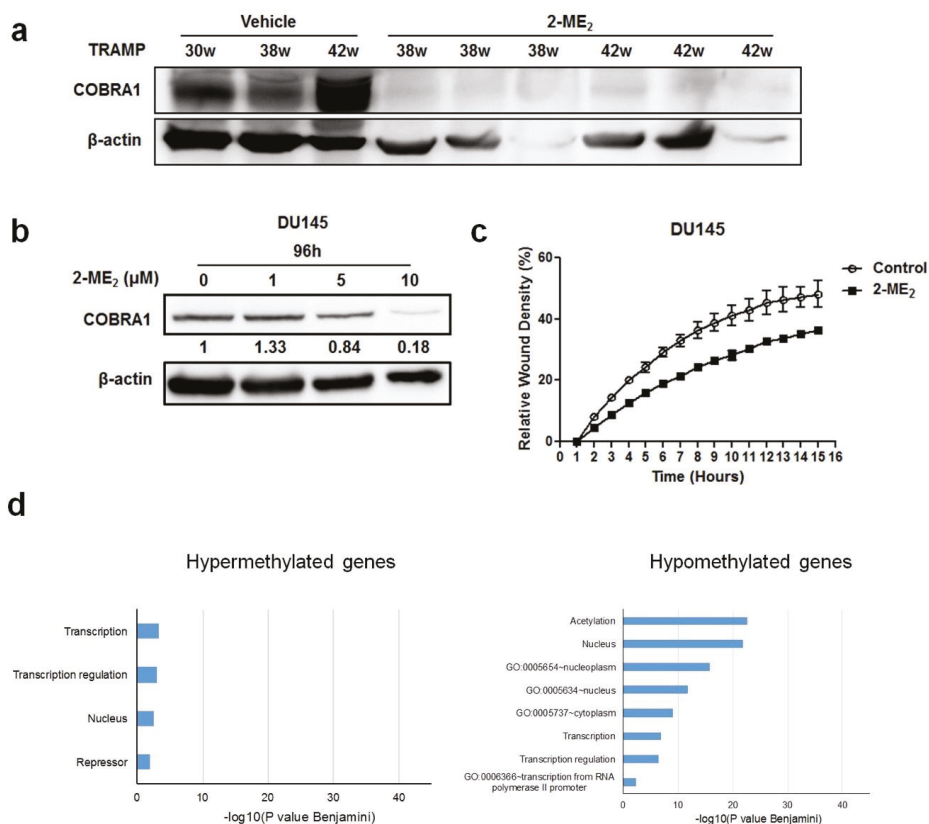 a
Vehicle 2-ME₂
TRAMP 30w 38w 42w 38w 38w 38w 42w 42w 42w
COBRA1
β-actin
b
DU145
96h
2-ME₂ (μM) 0 1 5 10
COBRA1
1 1.33 0.84 0.18
β-actin
c
DU145
Relative Wound Density (%)
60
40
20
0
0 1 2 3 4 5 6 7 8 9 10 11 12 13 14 15 16
Time (Hours)
Control
2-ME₂
d
Hypermethylated genes
Transcription
Transcription regulation
Nucleus
Repressor
0 10 20 30 40
-log10(P value Benjamini)
Hypomethylated genes
Acetylation
Nucleus
GO:0005654~nucleoplasm
GO:0005634~nucleus
GO:0005737~cytoplasm
Transcription
Transcription regulation
GO:0006366~transcription from RNA
polymerase II promoter
0 10 20 30 40
-log10(P value Benjamini)